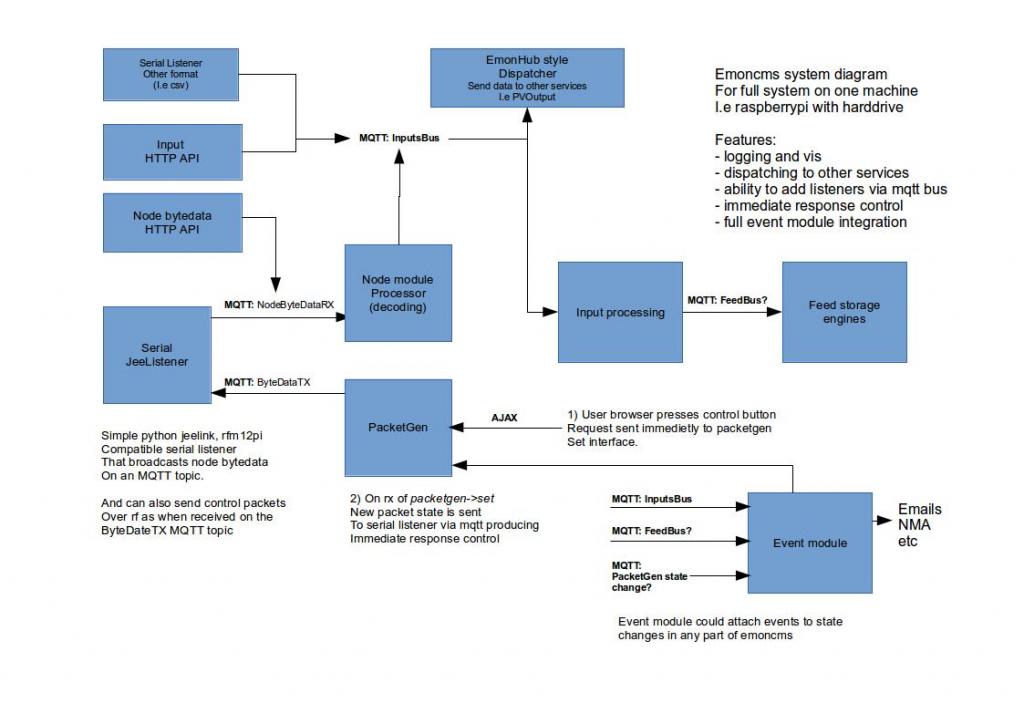 Serial Listener
Other format
(I.e csv)
EmonHub style
Dispatcher
Send data to other services
I.e PVOutput
Emoncms system diagram
For full system on one machine
I.e raspberrypi with harddrive
Features:
- logging and vis
- dispatching to other services
- ability to add listeners via mqtt bus
- immediate response control
- full event module integration
Input
HTTP API
MQTT: InputsBus
Node bytedata
HTTP API
MQTT: NodeByteDataRX
Node module
Processor
(decoding)
Input processing
MQTT: FeedBus?
Feed storage
engines
Serial
JeeListener
MQTT: ByteDataTX
PacketGen
AJAX
1) User browser presses control button
Request sent immedietly to packetgen
Set interface.
Simple python jeelink, rfm12pi
Compatible serial listener
That broadcasts node bytedata
On an MQTT topic.
And can also send control packets
Over rf as when received on the
ByteDateTX MQTT topic
2) On rx of packetgen->set
New packet state is sent
To serial listener via mqtt producing
Immediate response control
MQTT: InputsBus
MQTT: FeedBus?
MQTT:
PacketGen state
change?
Event module
Emails
NMA
etc
Event module could attach events to state
changes in any part of emoncms